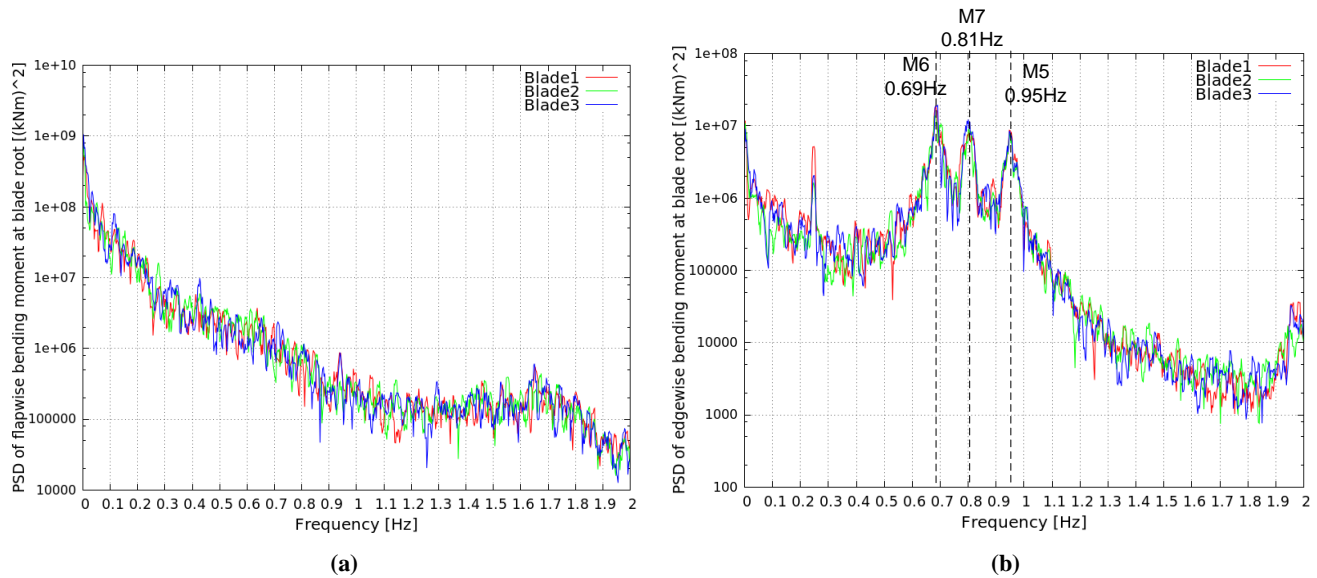 PSD of flapwise bending moment at blade root [(kNm)^2]
1e+10
1e+09
1e+08
1e+07
1e+06
100000
10000
Blade1
Blade2
Blade3
0 0.1 0.2 0.3 0.4 0.5 0.6 0.7 0.8 0.9 1 1.1 1.2 1.3 1.4 1.5 1.6 1.7 1.8 1.9 2
Frequency [Hz]
(a)
PSD of edgewise bending moment at blade root [(kNm)^2]
M7
0.81Hz
M6
0.69Hz
M5
0.95Hz
1e+08
1e+07
1e+06
100000
10000
1000
100
Blade1
Blade2
Blade3
0 0.1 0.2 0.3 0.4 0.5 0.6 0.7 0.8 0.9 1 1.1 1.2 1.3 1.4 1.5 1.6 1.7 1.8 1.9 2
Frequency [Hz]
(b)